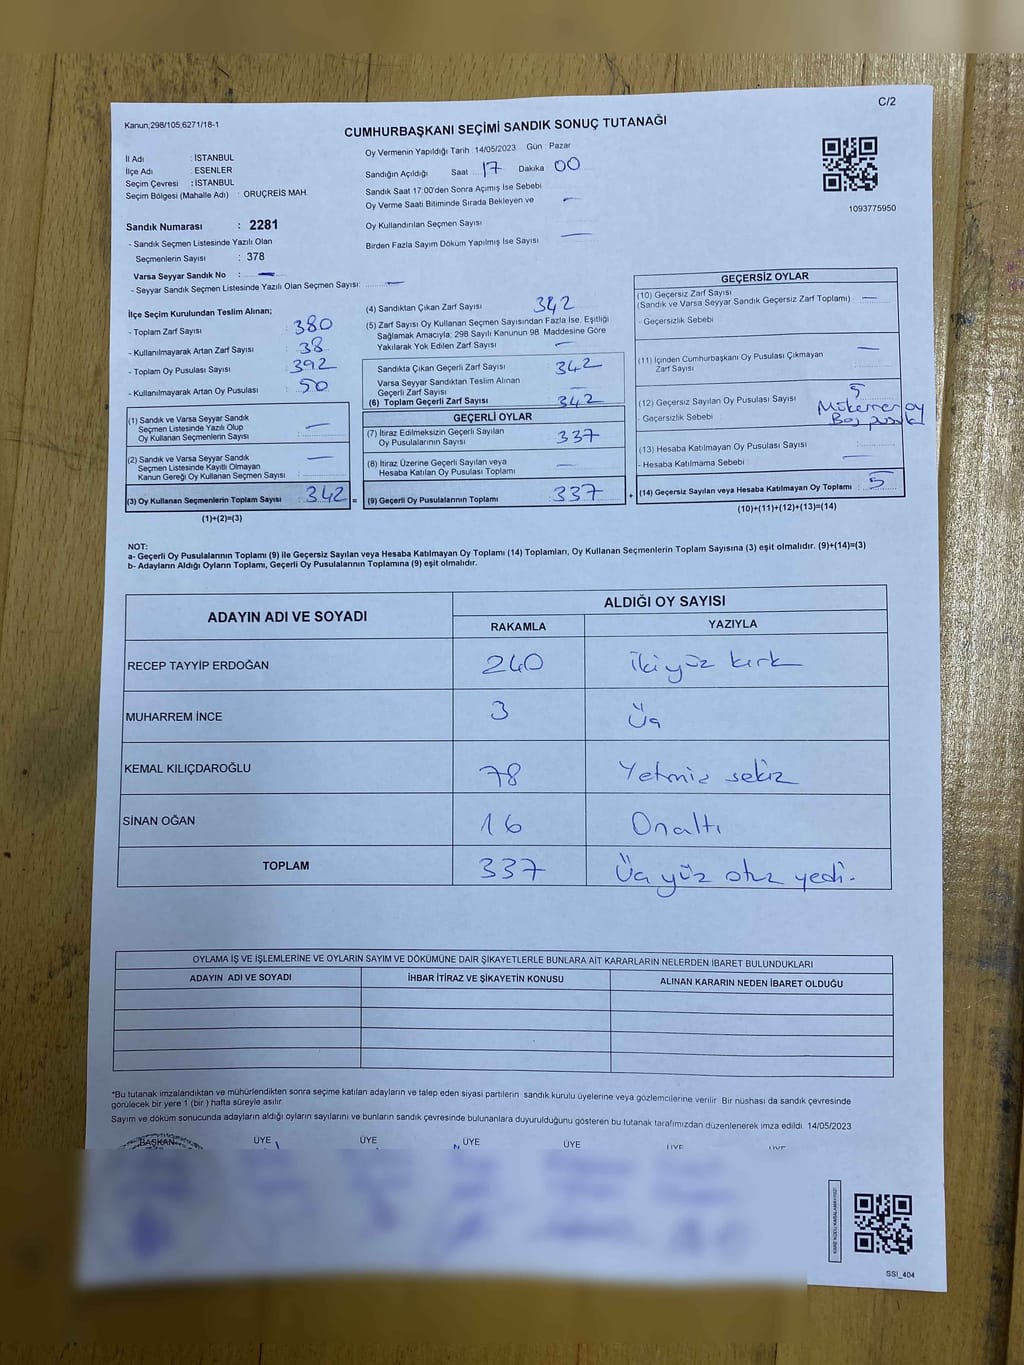 C/2
Kanun;298/105,6271/18-1
CUMHURBAŞKANI SEÇİMİ SANDIK SONUÇ TUTANAĞI
İl Adı : İSTANBUL
İlçe Adı : ESENLER
Seçim Çevresi : İSTANBUL
Seçim Bölgesi (Mahalle Adı) : ORUÇREİS MAH.
Oy Vermenin Yapıldığı Tarih : 14/05/2023 Gün : Pazar
Sandığın Açıldığı Saat 17 Dakika 00
Sandık Saat 17:00'den Sonra Açımış İse Sebebi
Oy Verme Saati Bitiminde Sırada Bekleyen ve
Oy Kullandırılan Seçmen Sayısı
Birden Fazla Sayım Döküm Yapılmış İse Sayısı
1093775950
Sandık Numarası : 2281
- Sandık Seçmen Listesinde Yazılı Olan
Seçmenlerin Sayısı : 378
Varsa Seyyar Sandık No :
- Seyyar Sandık Seçmen Listesinde Yazılı Olan Seçmen Sayısı:
İlçe Seçim Kurulundan Teslim Alınan;
- Toplam Zarf Sayısı : 380
- Kullanılmayarak Artan Zarf Sayısı : 38
- Toplam Oy Pusulası Sayısı : 392
- Kullanılmayarak Artan Oy Pusulası : 50
(1) Sandık ve Varsa Seyyar Sandık
Seçmen Listesinde Yazılı Olup
Oy Kullanan Seçmenlerin Sayısı
(2) Sandık ve Varsa Seyyar Sandık
Seçmen Listesinde Kayıtlı Olmayan
Kanun Gereği Oy Kullanan Seçmen Sayısı
(3) Oy Kullanan Seçmenlerin Toplam Sayısı : 342 =
(1)+(2)=(3)
(4) Sandıktan Çıkan Zarf Sayısı 342
(5) Zarf Sayısı Oy Kullanan Seçmen Sayısından Fazla İse, Eşitliği
Sağlamak Amacıyla; 298 Sayılı Kanunun 98. Maddesine Göre
Yakılarak Yok Edilen Zarf Sayısı
Sandıkta Çıkan Geçerli Zarf Sayısı 342
Varsa Seyyar Sandıktan Teslim Alınan
Geçerli Zarf Sayısı
(6) Toplam Geçerli Zarf Sayısı 342
GEÇERLİ OYLAR
(7) İtiraz Edilmeksizin Geçerli Sayılan
Oy Pusulalarının Sayısı 337
(8) İtiraz Üzerine Geçerli Sayılan veya
Hesaba Katılan Oy Pusulası Toplamı
(9) Geçerli Oy Pusulalarının Toplamı : 337 +
GEÇERSİZ OYLAR
(10) Geçersiz Zarf Sayısı
(Sandık ve Varsa Seyyar Sandık Geçersiz Zarf Toplamı)
- Geçersizlik Sebebi
(11) İçinden Cumhurbaşkanı Oy Pusulası Çıkmayan
Zarf Sayısı
(12) Geçersiz Sayılan Oy Pusulası Sayısı : 5
Geçersizlik Sebebi : Mükerrer oy
Boş pusula
(13) Hesaba Katılmayan Oy Pusulası Sayısı
- Hesaba Katılmama Sebebi
(14) Geçersiz Sayılan veya Hesaba Katılmayan Oy Toplamı : 5
(10)+(11)+(12)+(13)=(14)
NOT:
a- Geçerli Oy Pusulalarının Toplamı (9) ile Geçersiz Sayılan veya Hesaba Katılmayan Oy Toplamı (14) Toplamları, Oy Kullanan Seçmenlerin Toplam Sayısına (3) eşit olmalıdır. (9)+(14)=(3)
b- Adayların Aldığı Oyların Toplamı, Geçerli Oy Pusulalarının Toplamına (9) eşit olmalıdır.
ADAYIN ADI VE SOYADI
ALDIĞI OY SAYISI
RAKAMLA YAZIYLA
RECEP TAYYİP ERDOĞAN 240 iki yüz kırk
MUHARREM İNCE 3 Üç
KEMAL KILIÇDAROĞLU 78 Yetmiş sekiz
SİNAN OĞAN 16 Onaltı
TOPLAM 337 Üç yüz otuz yedi.
OYLAMA İŞ VE İŞLEMLERİNE VE OYLARIN SAYIM VE DÖKÜMÜNE DAİR ŞİKAYETLERLE BUNLARA AİT KARARLARIN NELERDEN İBARET BULUNDUKLARI
ADAYIN ADI VE SOYADI İHBAR İTİRAZ VE ŞİKAYETİN KONUSU ALINAN KARARIN NEDEN İBARET OLDUĞU
*Bu tutanak imzalandıktan ve mühürlendikten sonra seçime katılan adayların ve talep eden siyasi partilerin sandık kurulu üyelerine veya gözlemcilerine verilir Bir nüshası da sandık çevresinde
görülecek bir yere 1 (bir ) hafta süreyle asılır
Sayım ve döküm sonucunda adayların aldığı oyların sayılarını ve bunların sandık çevresinde bulunanlara duyurulduğunu gösteren bu tutanak tarafımızdan düzenlenerek imza edildi 14/05/2023
BAŞKAN ÜYE ÜYE ÜYE ÜYE ÜYE ÜYE
SSI_404